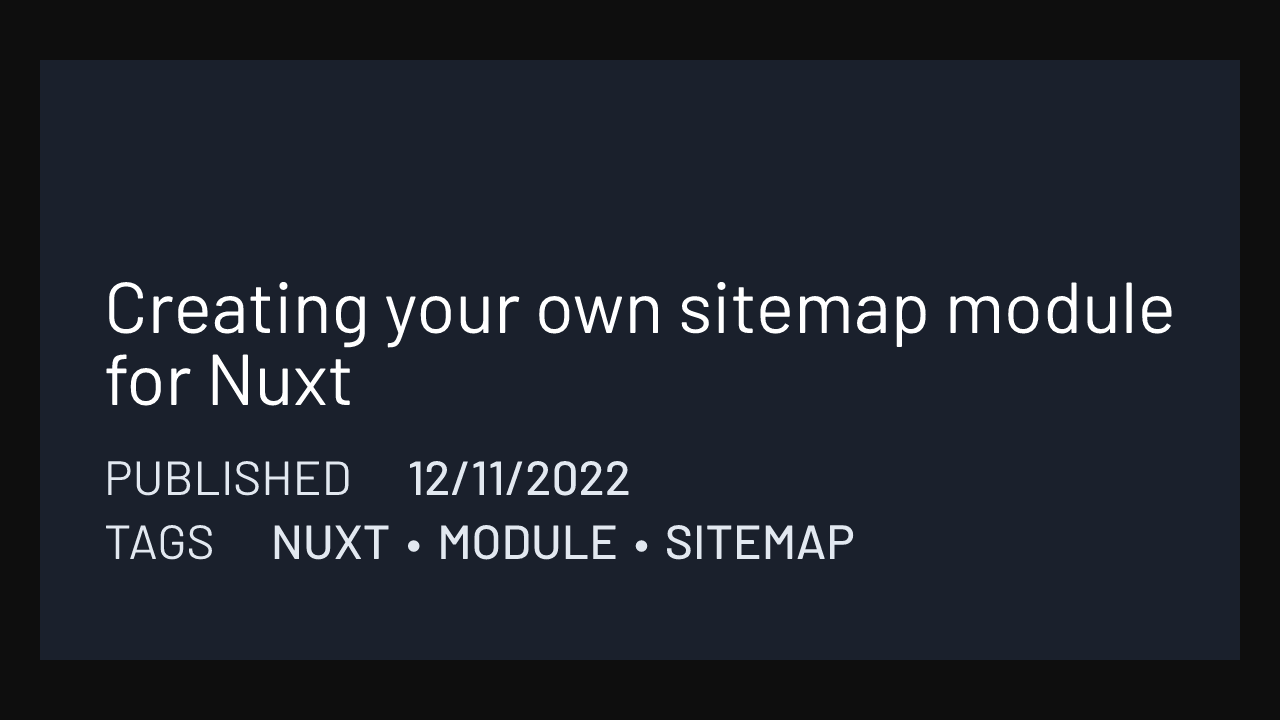 Creating your own sitemap module
for Nuxt
PUBLISHED 12/11/2022
TAGS NUXT • MODULE • SITEMAP